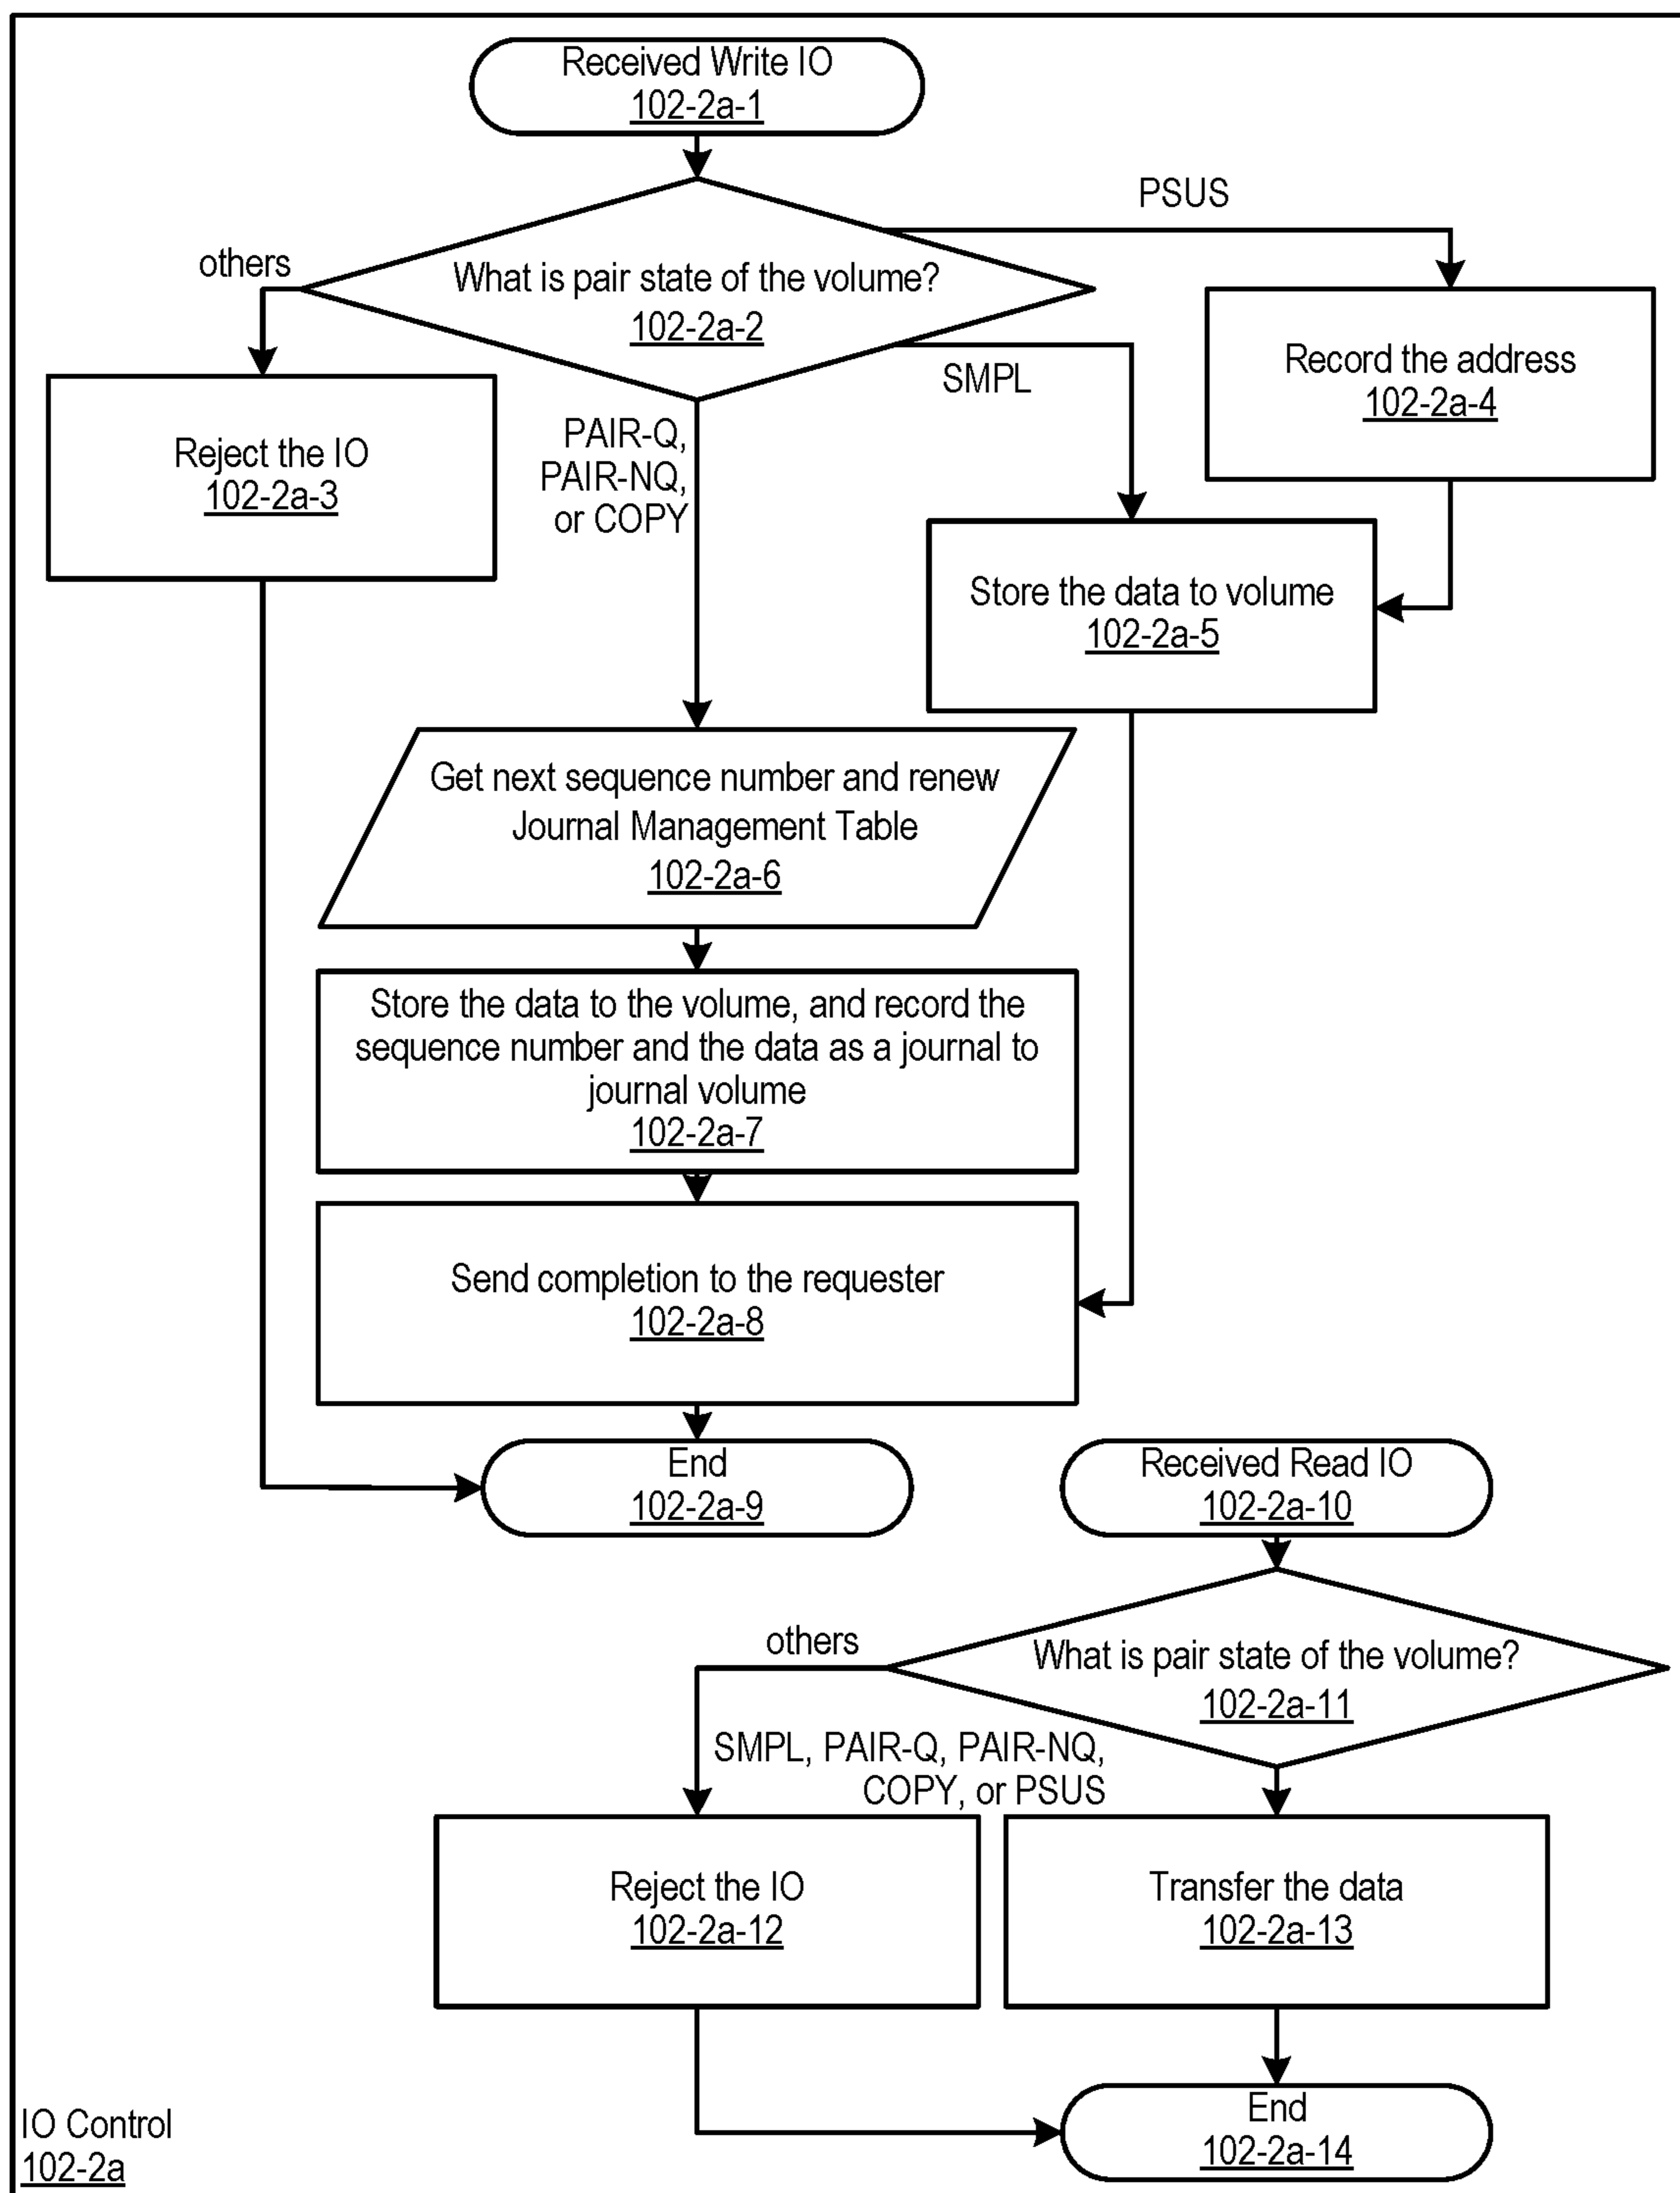 Received Write IO
102-2a-1
PSUS
others
What is pair state of the volume?
102-2a-2
Record the address
102-2a-4
SMPL
PAIR-Q,
PAIR-NQ,
or COPY
Reject the IO
102-2a-3
Store the data to volume
102-2a-5
Get next sequence number and renew
Journal Management Table
102-2a-6
Store the data to the volume, and record the
sequence number and the data as a journal to
journal volume
102-2a-7
Send completion to the requester
102-2a-8
End
102-2a-9
Received Read IO
102-2a-10
others
What is pair state of the volume?
102-2a-11
SMPL, PAIR-Q, PAIR-NQ,
COPY, or PSUS
Reject the IO
102-2a-12
Transfer the data
102-2a-13
End
102-2a-14
IO Control
102-2a